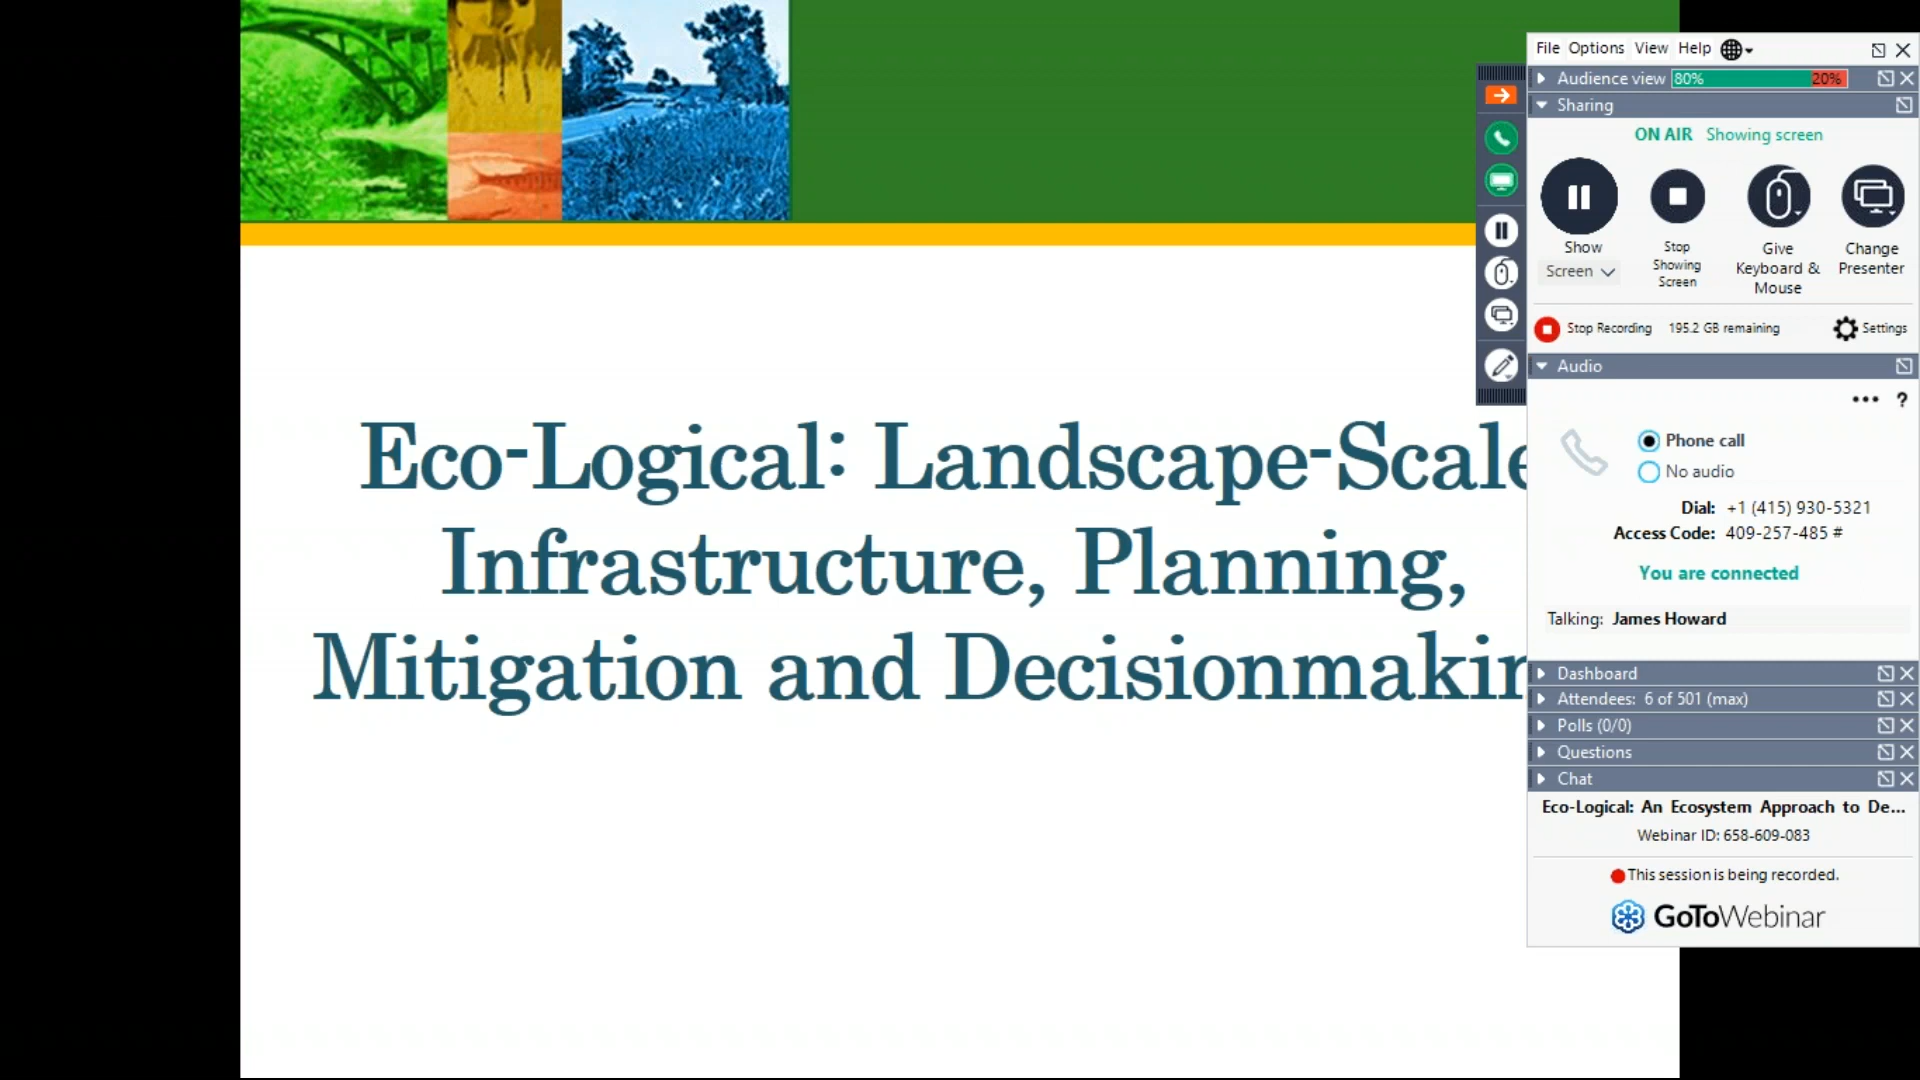 Eco-Logical: Landscape-Scale
Infrastructure, Planning,
Mitigation and Decisionmakin
File Options View Help
Audience view 80% 20%
Sharing
ON AIR Showing screen
Show
Screen
Stop
Showing
Screen
Give
Keyboard &
Mouse
Change
Presenter
Stop Recording 195.2 GB remaining Settings
Audio
... ?
Phone call
No audio
Dial: +1 (415) 930-5321
Access Code: 409-257-485 #
You are connected
Talking: James Howard
Dashboard
Attendees: 6 of 501 (max)
Polls (0/0)
Questions
Chat
Eco-Logical: An Ecosystem Approach to De...
Webinar ID: 658-609-083
This session is being recorded.
GoToWebinar